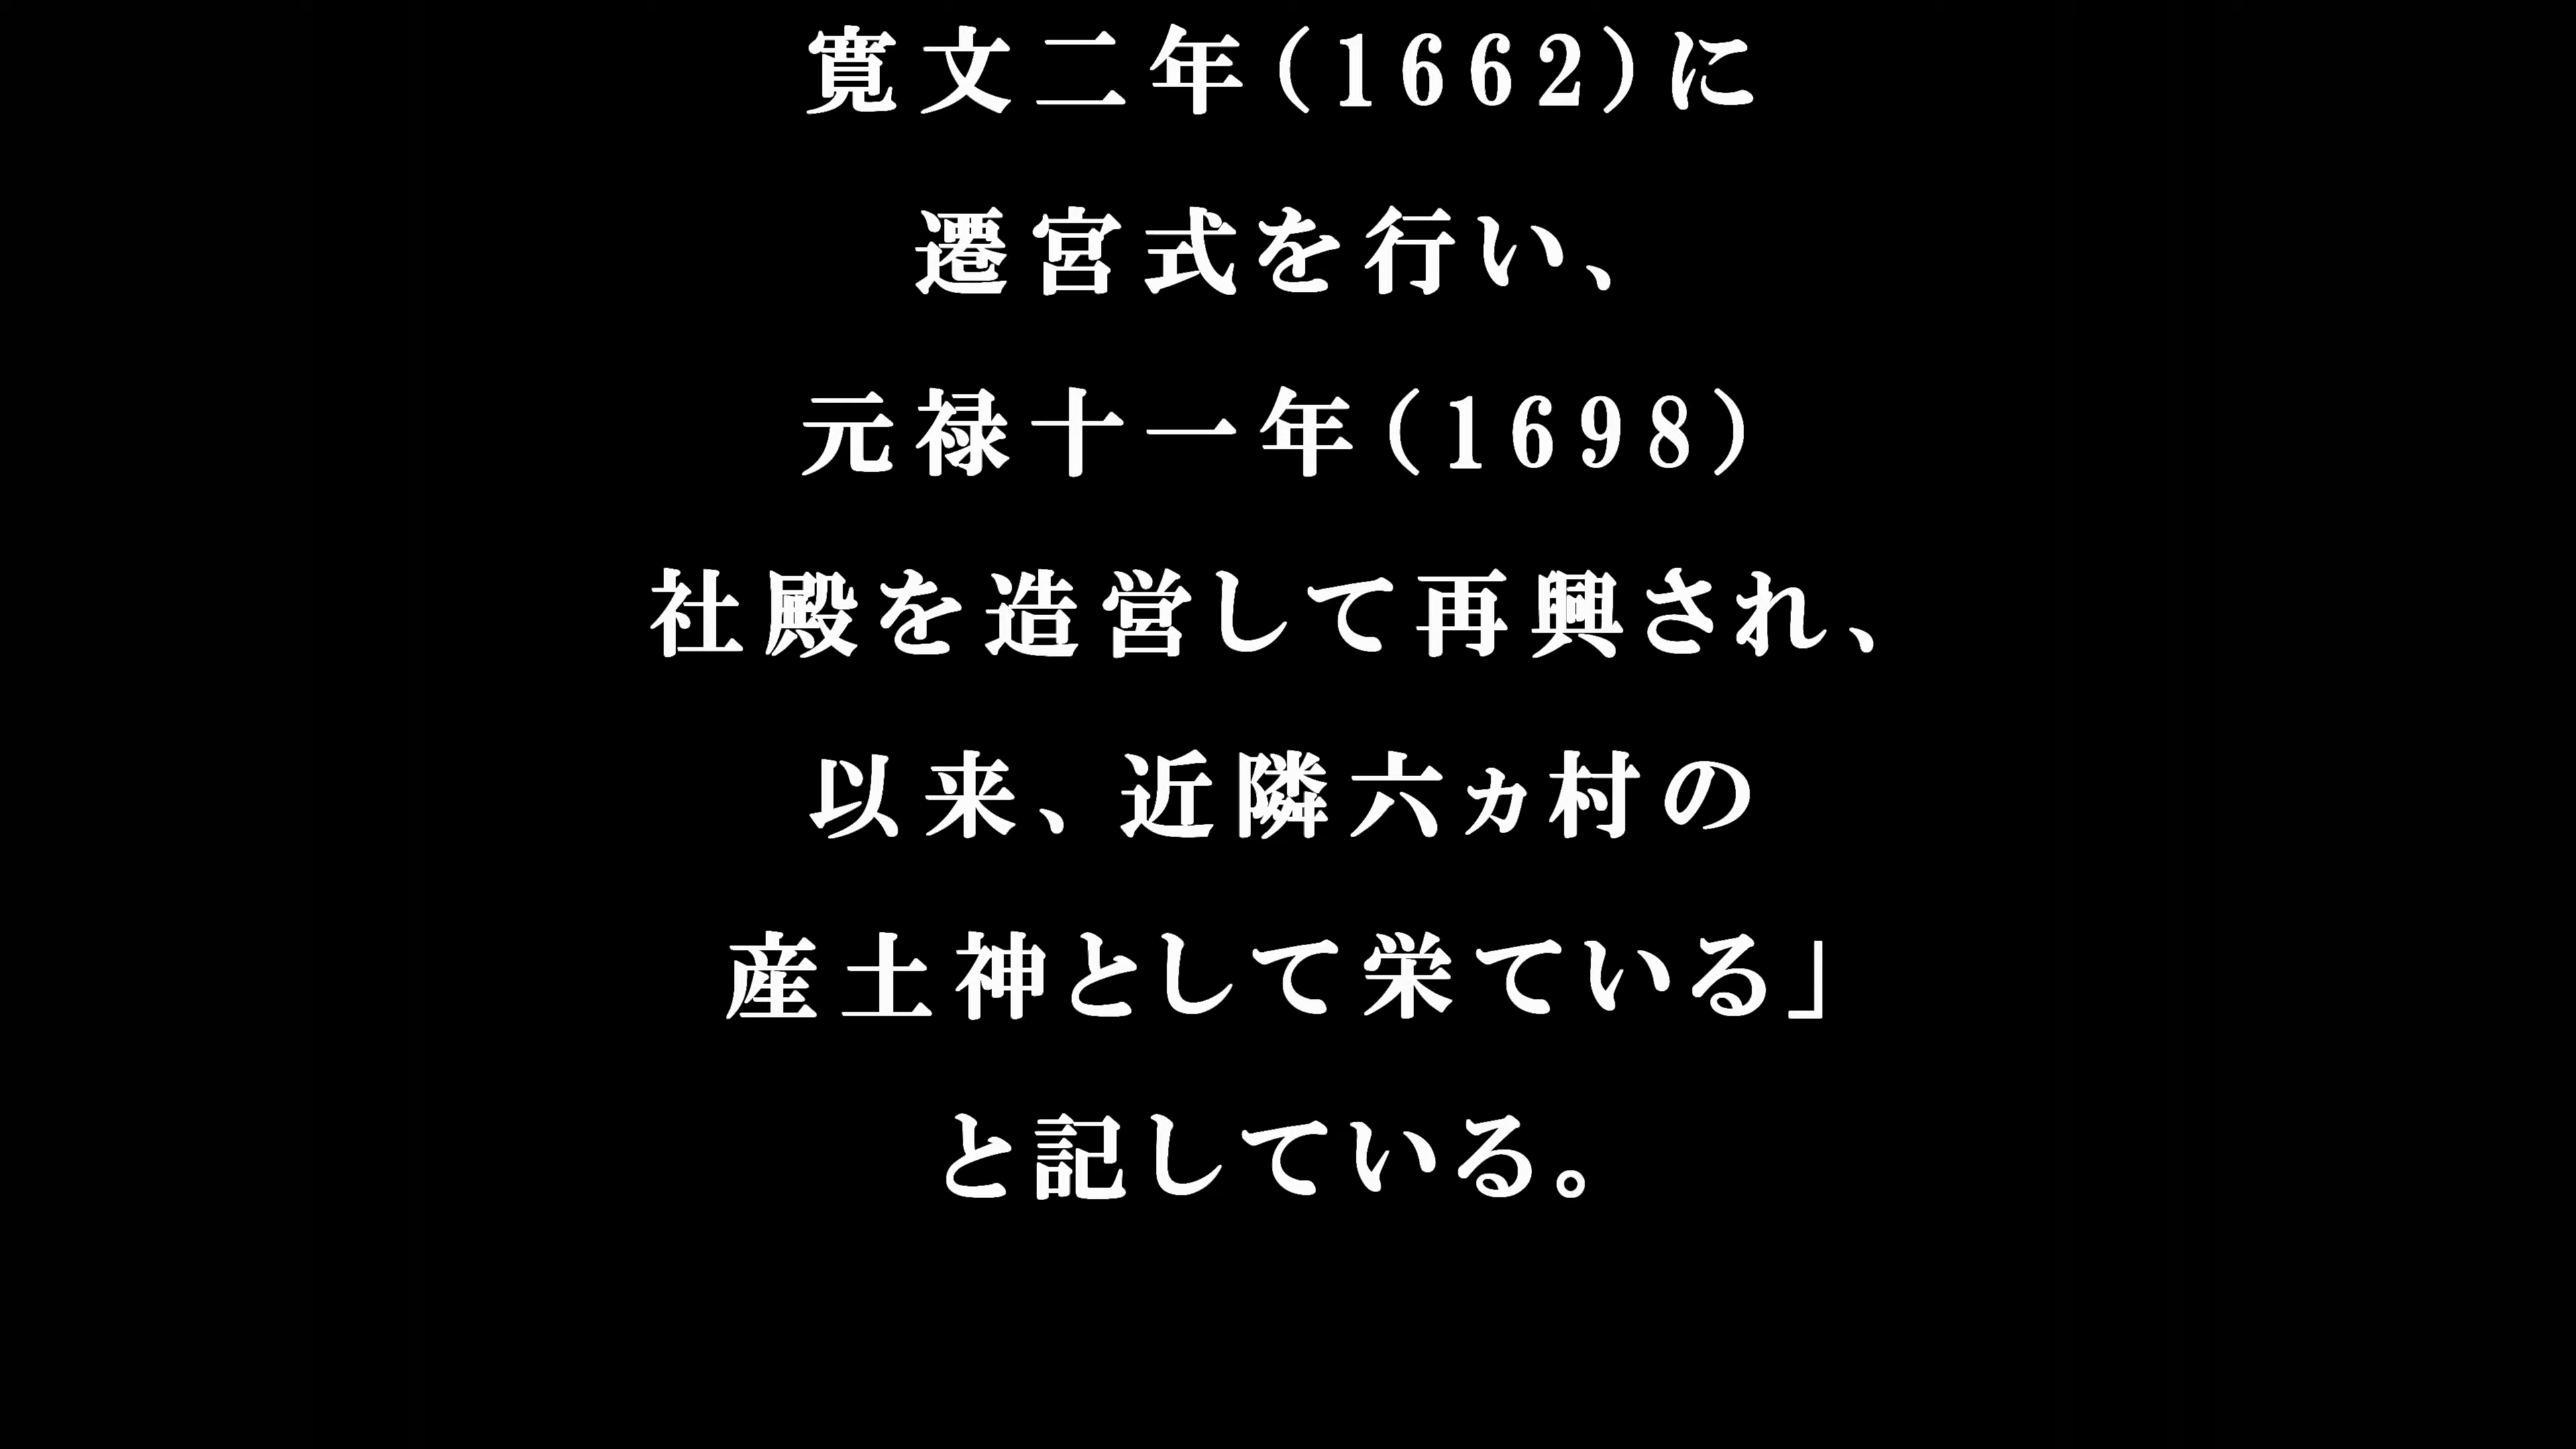 寛文二年(1662)に
遷宮式を行い、
元禄十一年(1698)
社殿を造営して再興され、
以来、近隣六ヵ村の
産土神として栄ている」
と記している。